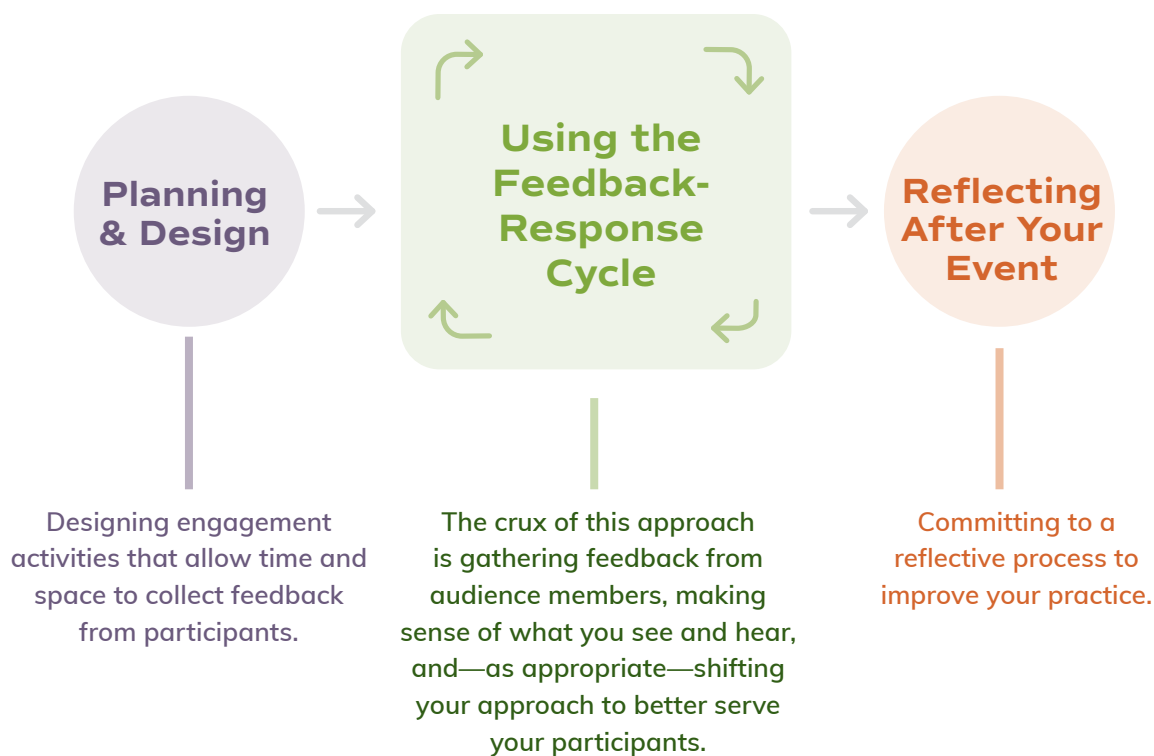 Planning
& Design
Using the
Feedback-
Response
Cycle
Reflecting
After Your
Event
Designing engagement
activities that allow time and
space to collect feedback
from participants.
The crux of this approach
is gathering feedback from
audience members, making
sense of what you see and hear,
and—as appropriate—shifting
your approach to better serve
your participants.
Committing to a
reflective process to
improve your practice.